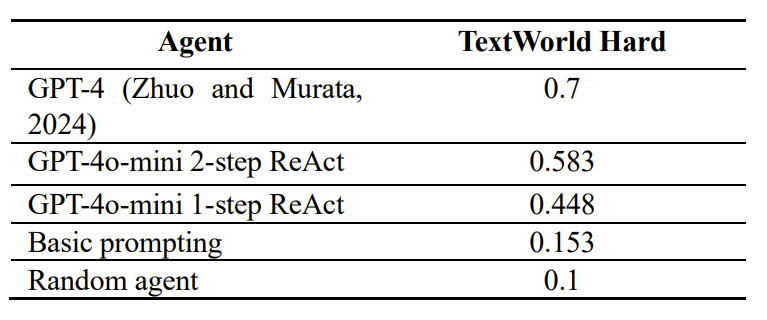 Agent TextWorld Hard
GPT-4 (Zhuo and Murata, 0.7
2024)
GPT-4o-mini 2-step ReAct 0.583
GPT-4o-mini 1-step ReAct 0.448
Basic prompting 0.153
Random agent 0.1